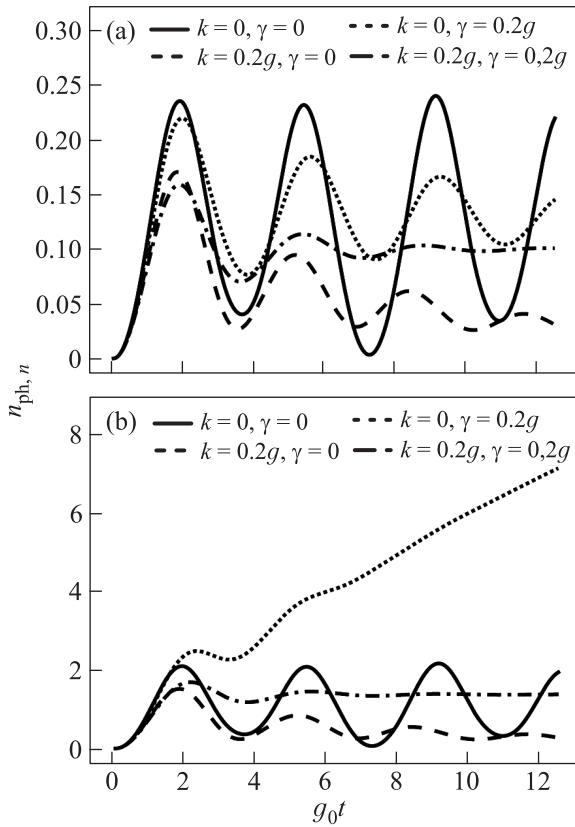 (a) k = 0, γ = 0 k = 0, γ = 0.2g
k = 0.2g, γ = 0 k = 0.2g, γ = 0,2g
0.30
0.25
0.20
0.15
0.10
0.05
0
n_ph, n
(b) k = 0, γ = 0 k = 0, γ = 0.2g
k = 0.2g, γ = 0 k = 0.2g, γ = 0,2g
8
6
4
2
0
0 2 4 6 8 10 12
g₀t